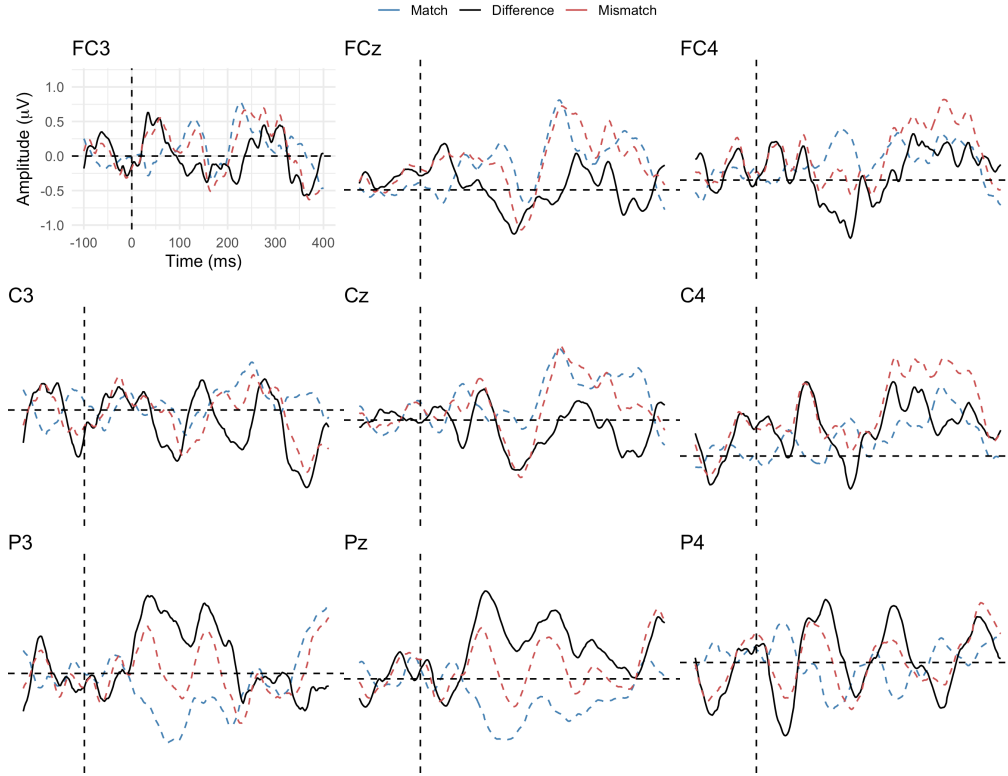 Match Difference Mismatch
FC3 FCz FC4
Amplitude (µV)
1.0
0.5
0.0
-0.5
-1.0
-100 0 100 200 300 400
Time (ms)
C3 Cz C4
P3 Pz P4